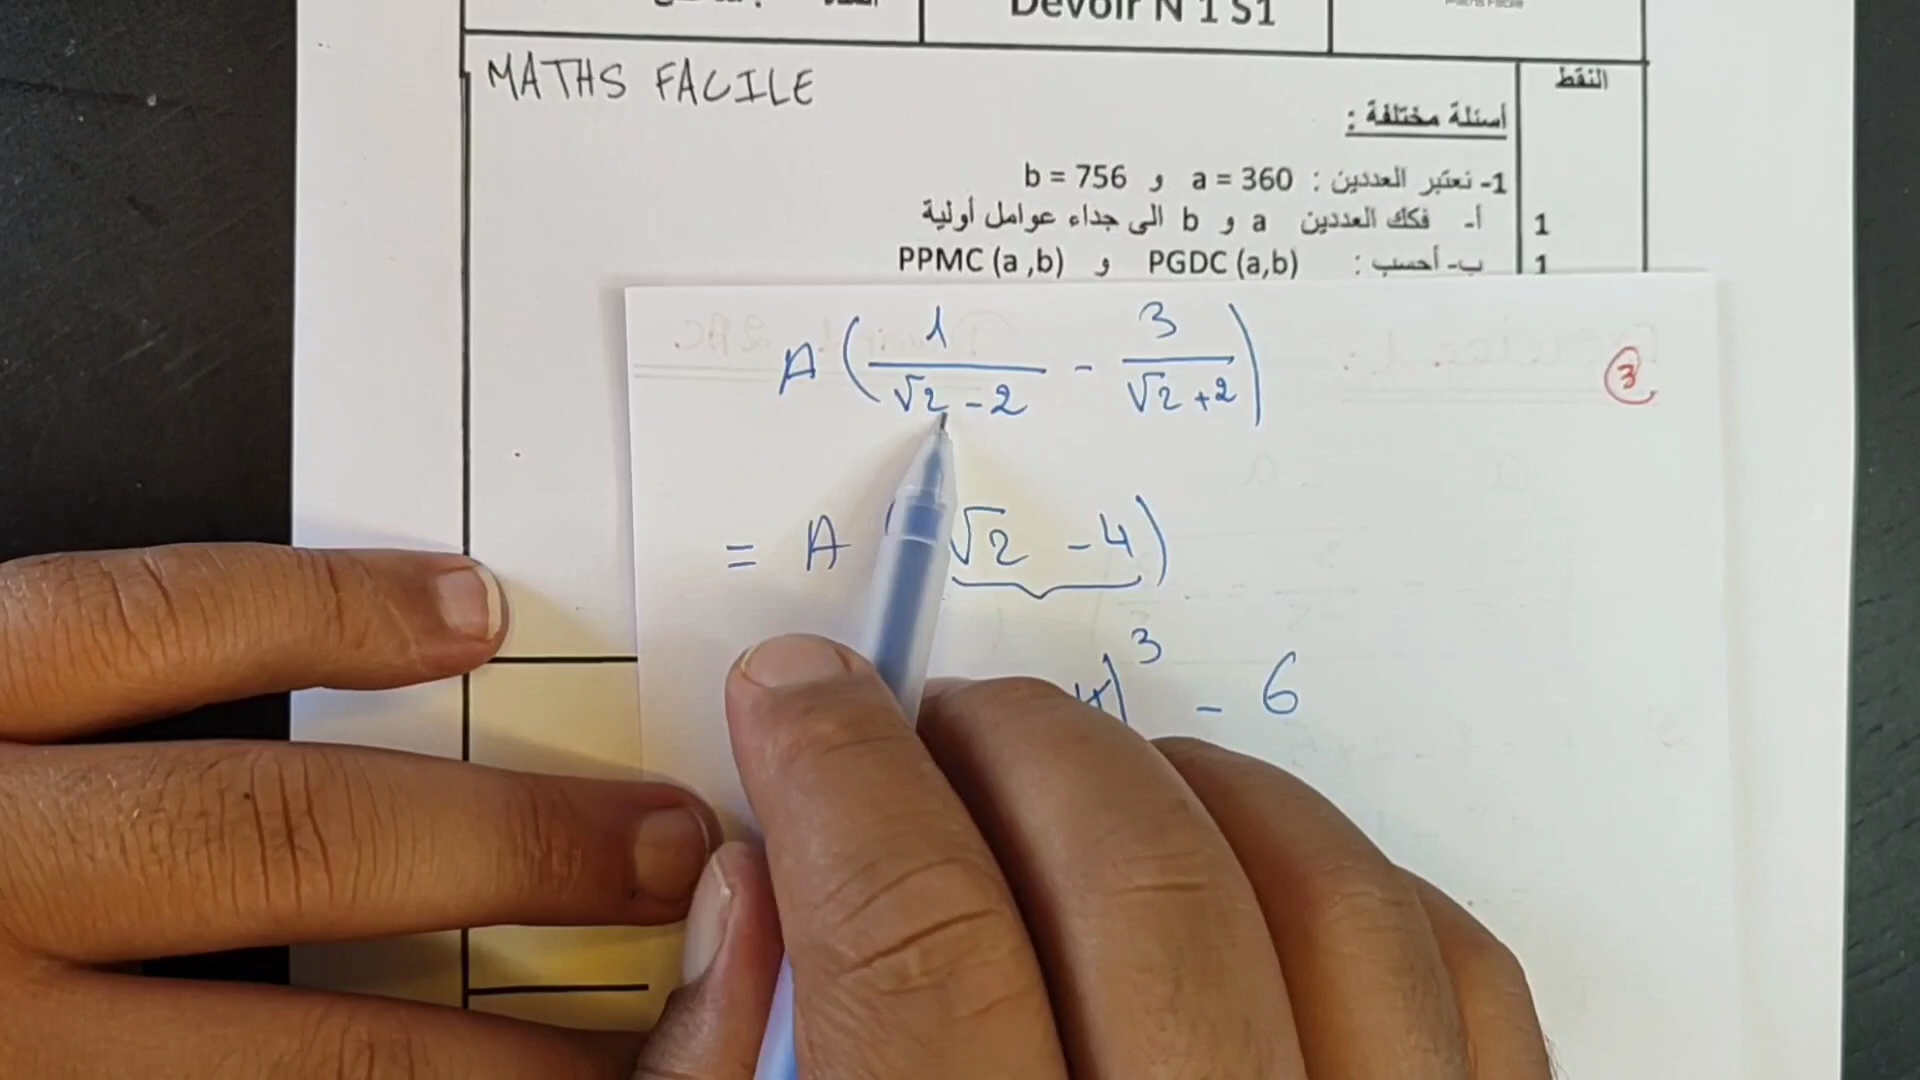 Devoir N 1 S1
MATHS FACILE
النقط
أسئلة مختلفة :
1- نعتبر العددين : a = 360 و b = 756
أ- فكك العددين a و b الى جداء عوامل أولية 1
ب- أحسب : PGDC (a,b) و PPMC (a ,b) 1
A ( 1/(√2 - 2) - 3/(√2 + 2) )
3
= A ( √2 - 4 )
)³ - 6